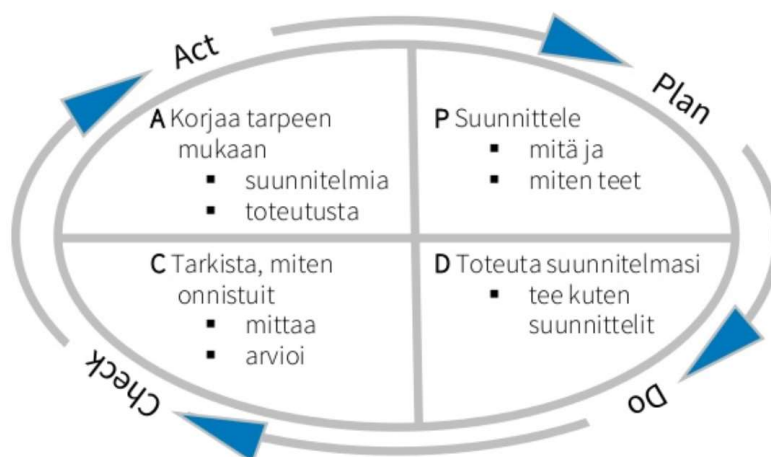 Act
Plan
A Korjaa tarpeen
mukaan
▪ suunnitelmia
▪ toteutusta
P Suunnittele
▪ mitä ja
▪ miten teet
C Tarkista, miten
onnistuit
▪ mittaa
▪ arvioi
D Toteuta suunnitelmasi
▪ tee kuten
suunnittelit
Check
Do